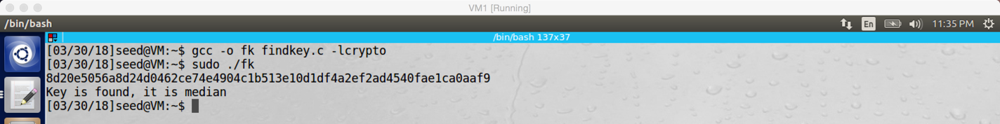 VM1 [Running]
/bin/bash
En
11:35 PM
/bin/bash 137x37
[03/30/18]seed@VM:~$ gcc -o fk findkey.c -lcrypto
[03/30/18]seed@VM:~$ sudo ./fk
8d20e5056a8d24d0462ce74e4904c1b513e10d1df4a2ef2ad4540fae1ca0aaf9
Key is found, it is median
[03/30/18]seed@VM:~$